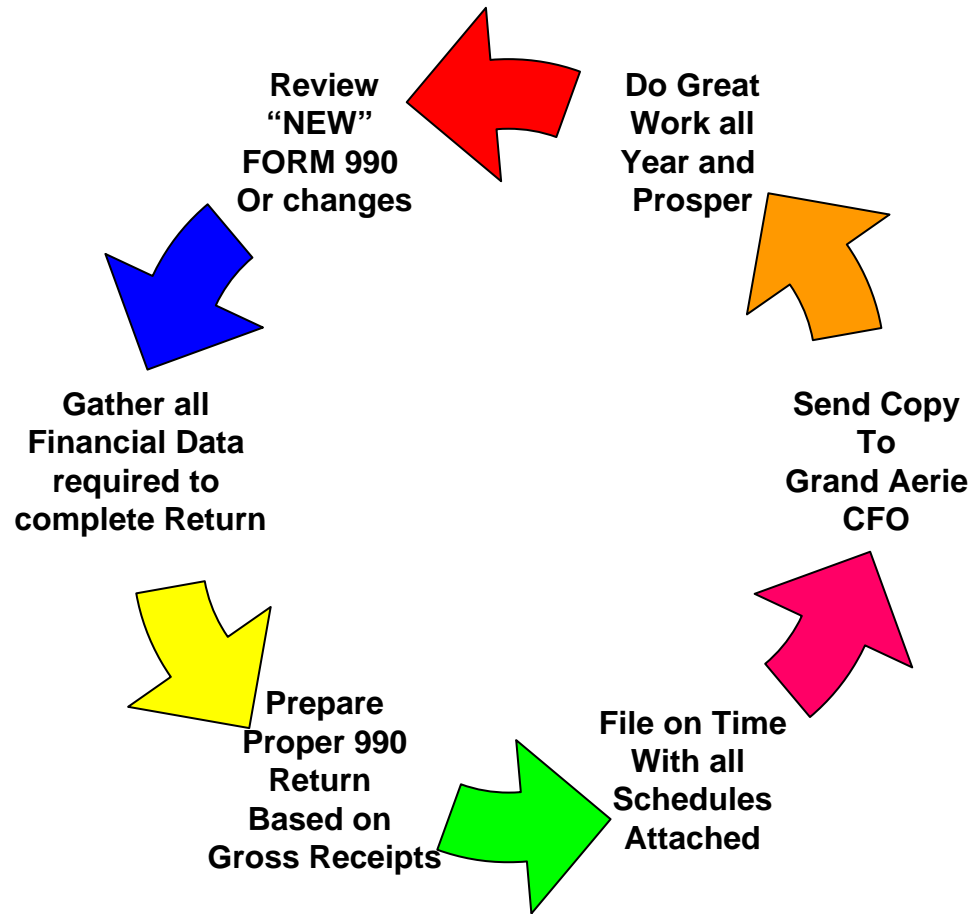 Review
“NEW”
FORM 990
Or changes
Do Great
Work all
Year and
Prosper
Gather all
Financial Data
required to
complete Return
Send Copy
To
Grand Aerie
CFO
Prepare
Proper 990
Return
Based on
Gross Receipts
File on Time
With all
Schedules
Attached